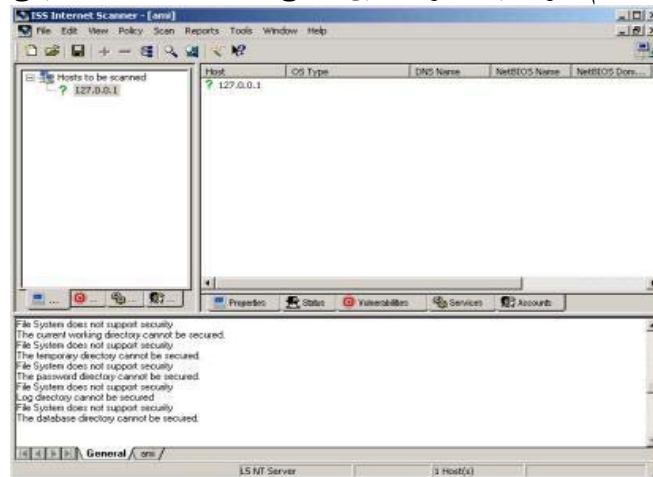 ISS Internet Scanner - [ami]
File Edit View Policy Scan Reports Tools Window Help
Hosts to be scanned
127.0.0.1
Host OS Type DNS Name NetBIOS Name NetBIOS Dom...
127.0.0.1
Properties Status Vulnerabilities Services Accounts
File System does not support security
The current working directory cannot be secured.
File System does not support security
The temporary directory cannot be secured.
File System does not support security
The password directory cannot be secured.
File System does not support security
Log directory cannot be secured
File System does not support security
The database directory cannot be secured.
General ami
L5 NT Server 1 Host(s)